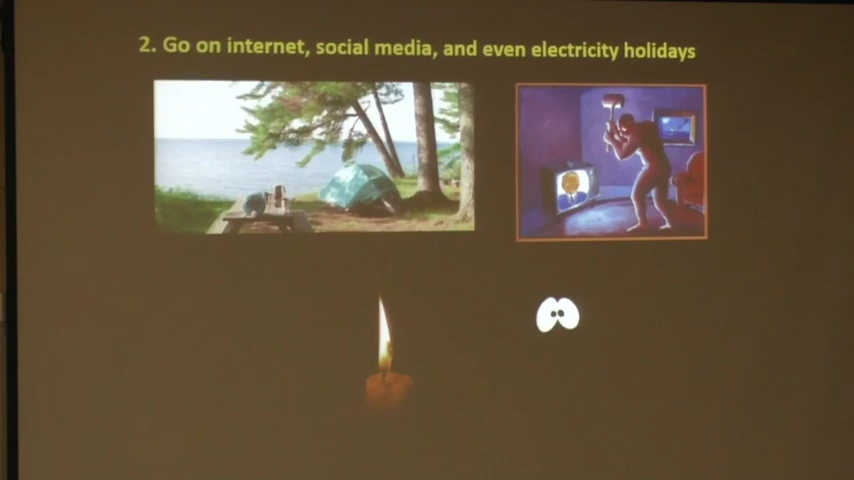 2. Go on internet, social media, and even electricity holidays